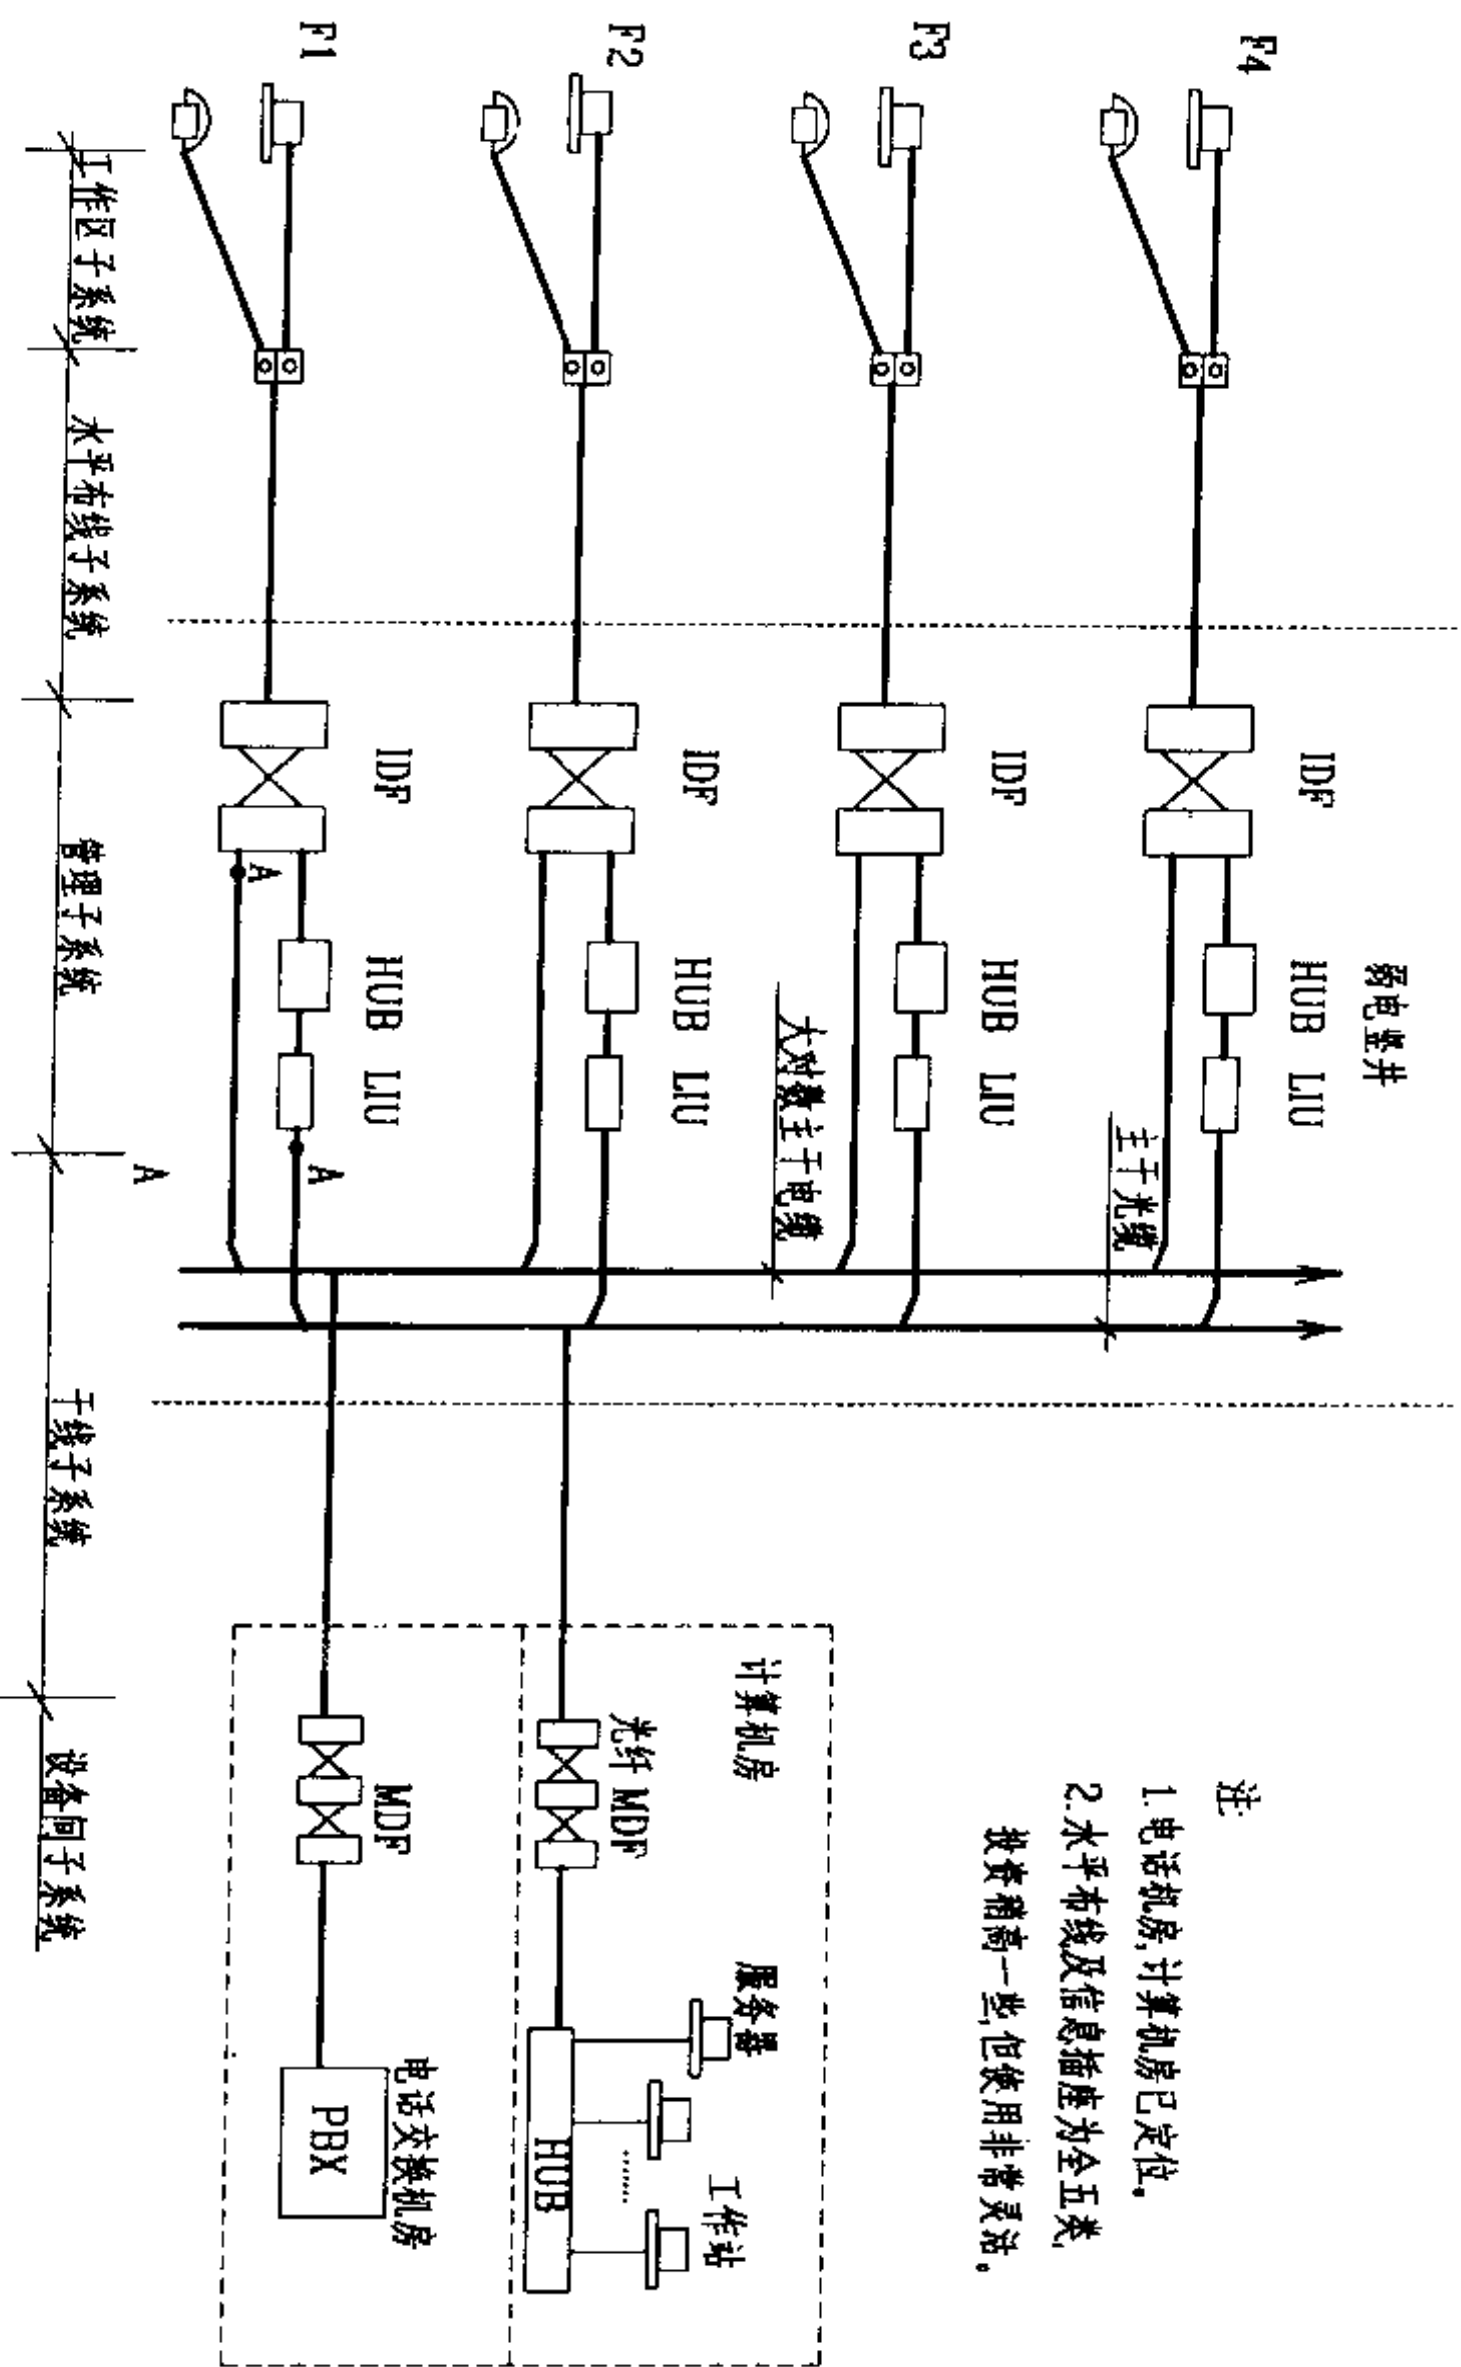 F4
F3
F2
F1
弱电竖井
IDF
HUB
LIU
主干光缆
IDF
HUB
LIU
大对数主干电缆
IDF
HUB
LIU
IDF
HUB
LIU
A
A
A
注:
1.电话机房,计算机房已定位。
2.水平布线及信息插座为全五类,
投资稍高一些,但使用非常灵活。
计算机房
光纤 MDF
服务器
工作站
HUB
MDF
电话交换机房
PBX
工作区子系统
水平布线子系统
管理子系统
干线子系统
设备间子系统